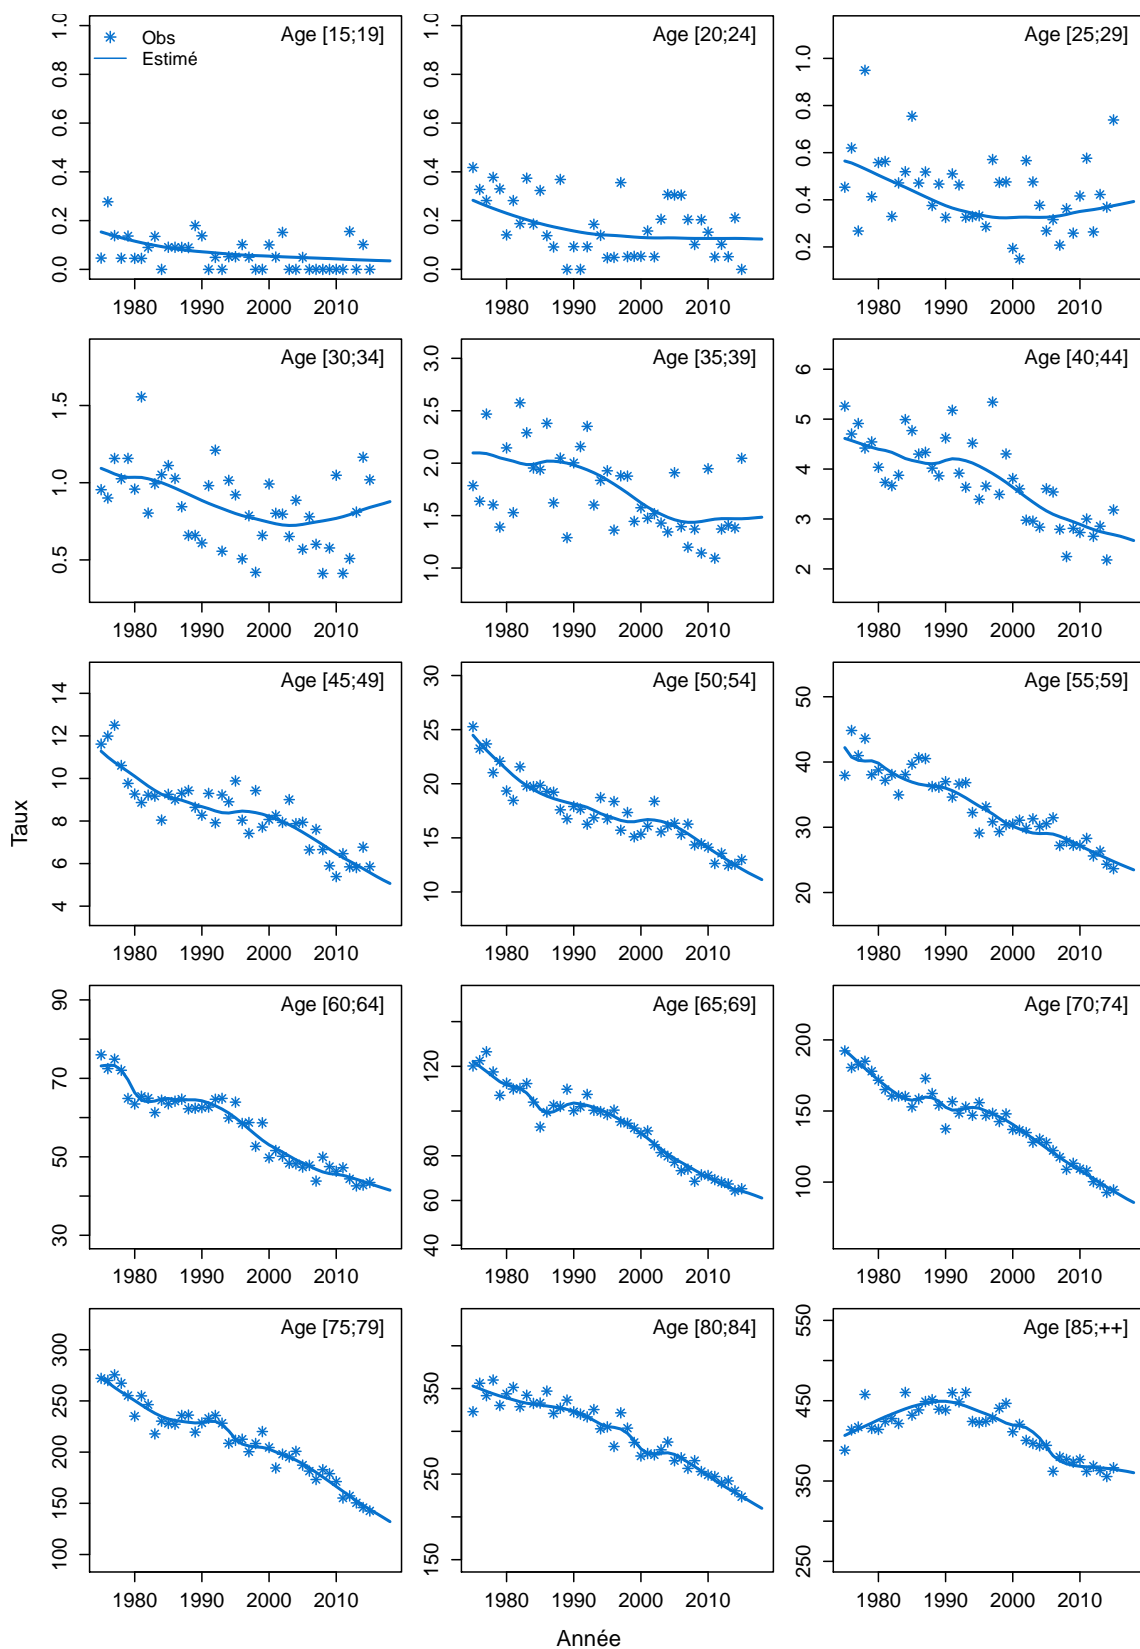 Obs
Estimé
Age [15;19]
0.0 0.2 0.4 0.6 0.8 1.0
1980 1990 2000 2010
Age [20;24]
0.0 0.2 0.4 0.6 0.8 1.0
1980 1990 2000 2010
Age [25;29]
0.2 0.4 0.6 0.8 1.0
1980 1990 2000 2010
Age [30;34]
0.5 1.0 1.5
1980 1990 2000 2010
Age [35;39]
1.0 1.5 2.0 2.5 3.0
1980 1990 2000 2010
Age [40;44]
2 3 4 5 6
1980 1990 2000 2010
Age [45;49]
4 6 8 10 12 14
1980 1990 2000 2010
Age [50;54]
10 15 20 25 30
1980 1990 2000 2010
Age [55;59]
20 30 40 50
1980 1990 2000 2010
Age [60;64]
30 50 70 90
1980 1990 2000 2010
Age [65;69]
40 60 80 120
1980 1990 2000 2010
Age [70;74]
100 150 200
1980 1990 2000 2010
Age [75;79]
100 150 200 250 300
1980 1990 2000 2010
Age [80;84]
150 250 350
1980 1990 2000 2010
Age [85;++]
250 350 450 550
1980 1990 2000 2010
Taux
Année